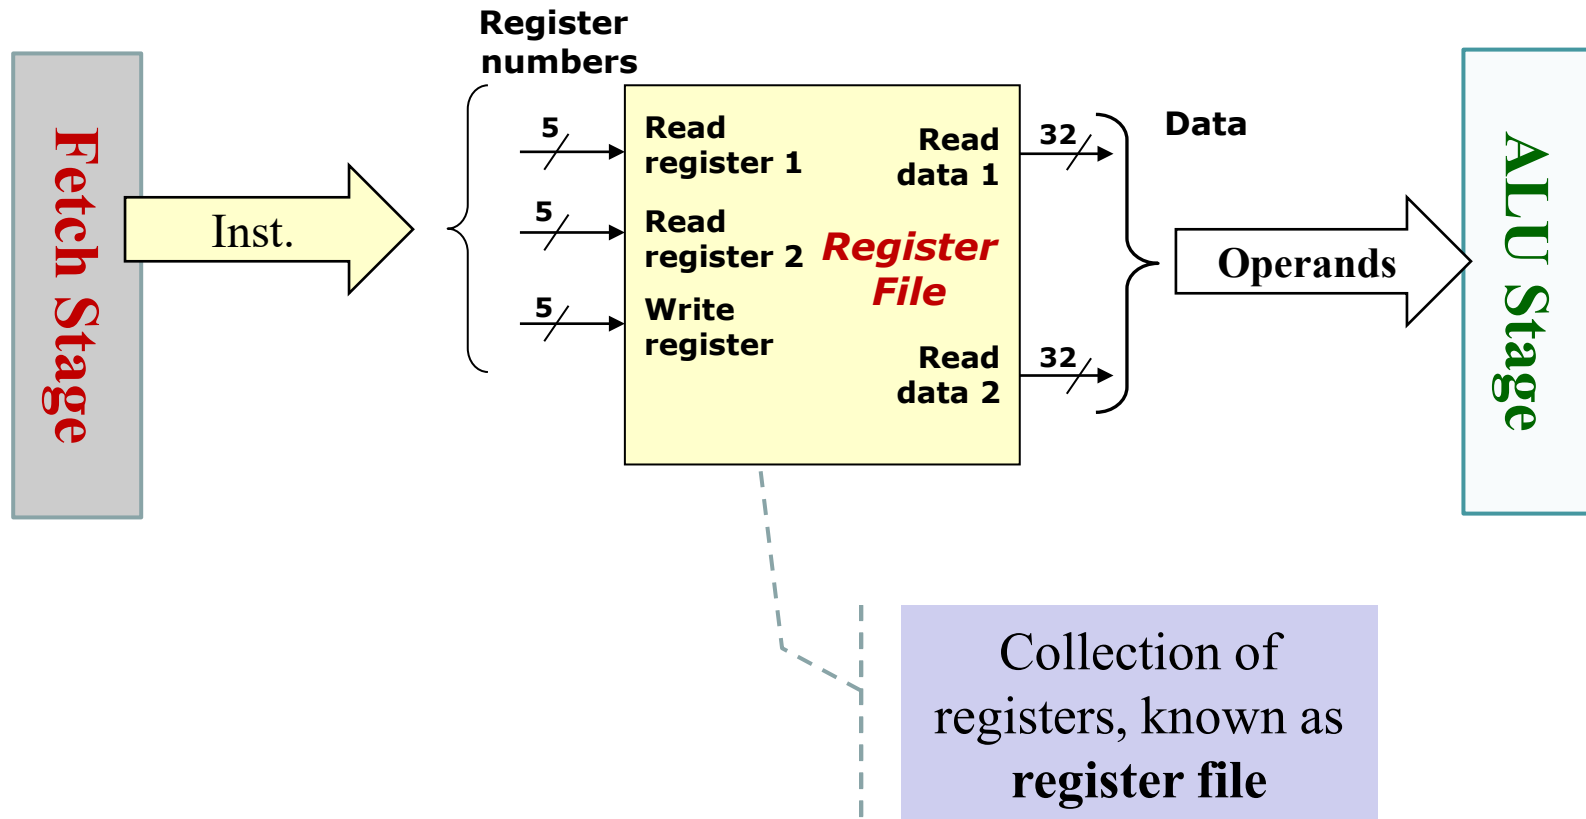 Register
numbers
Fetch Stage
Inst.
5
Read
register 1
5
Read
register 2
5
Write
register
Register
File
Read
data 1
32
Read
data 2
32
Data
Operands
ALU Stage
Collection of
registers, known as
register file